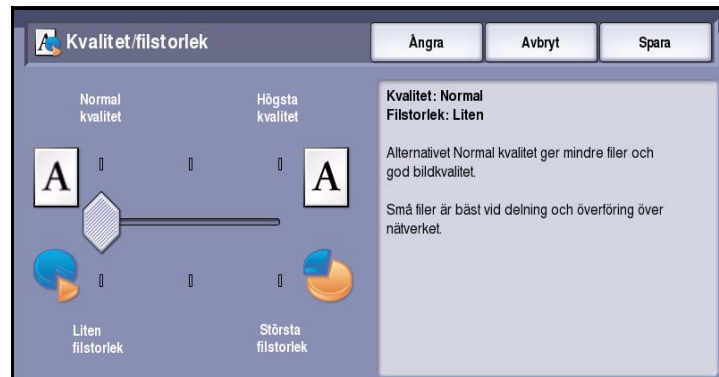 Kvalitet/filstorlek
Ångra
Avbryt
Spara
Normal
kvalitet
Högsta
kvalitet
A
A
Liten
filstorlek
Största
filstorlek
Kvalitet: Normal
Filstorlek: Liten
Alternativet Normal kvalitet ger mindre filer och
god bildkvalitet.
Små filer är bäst vid delning och överföring över
nätverket.